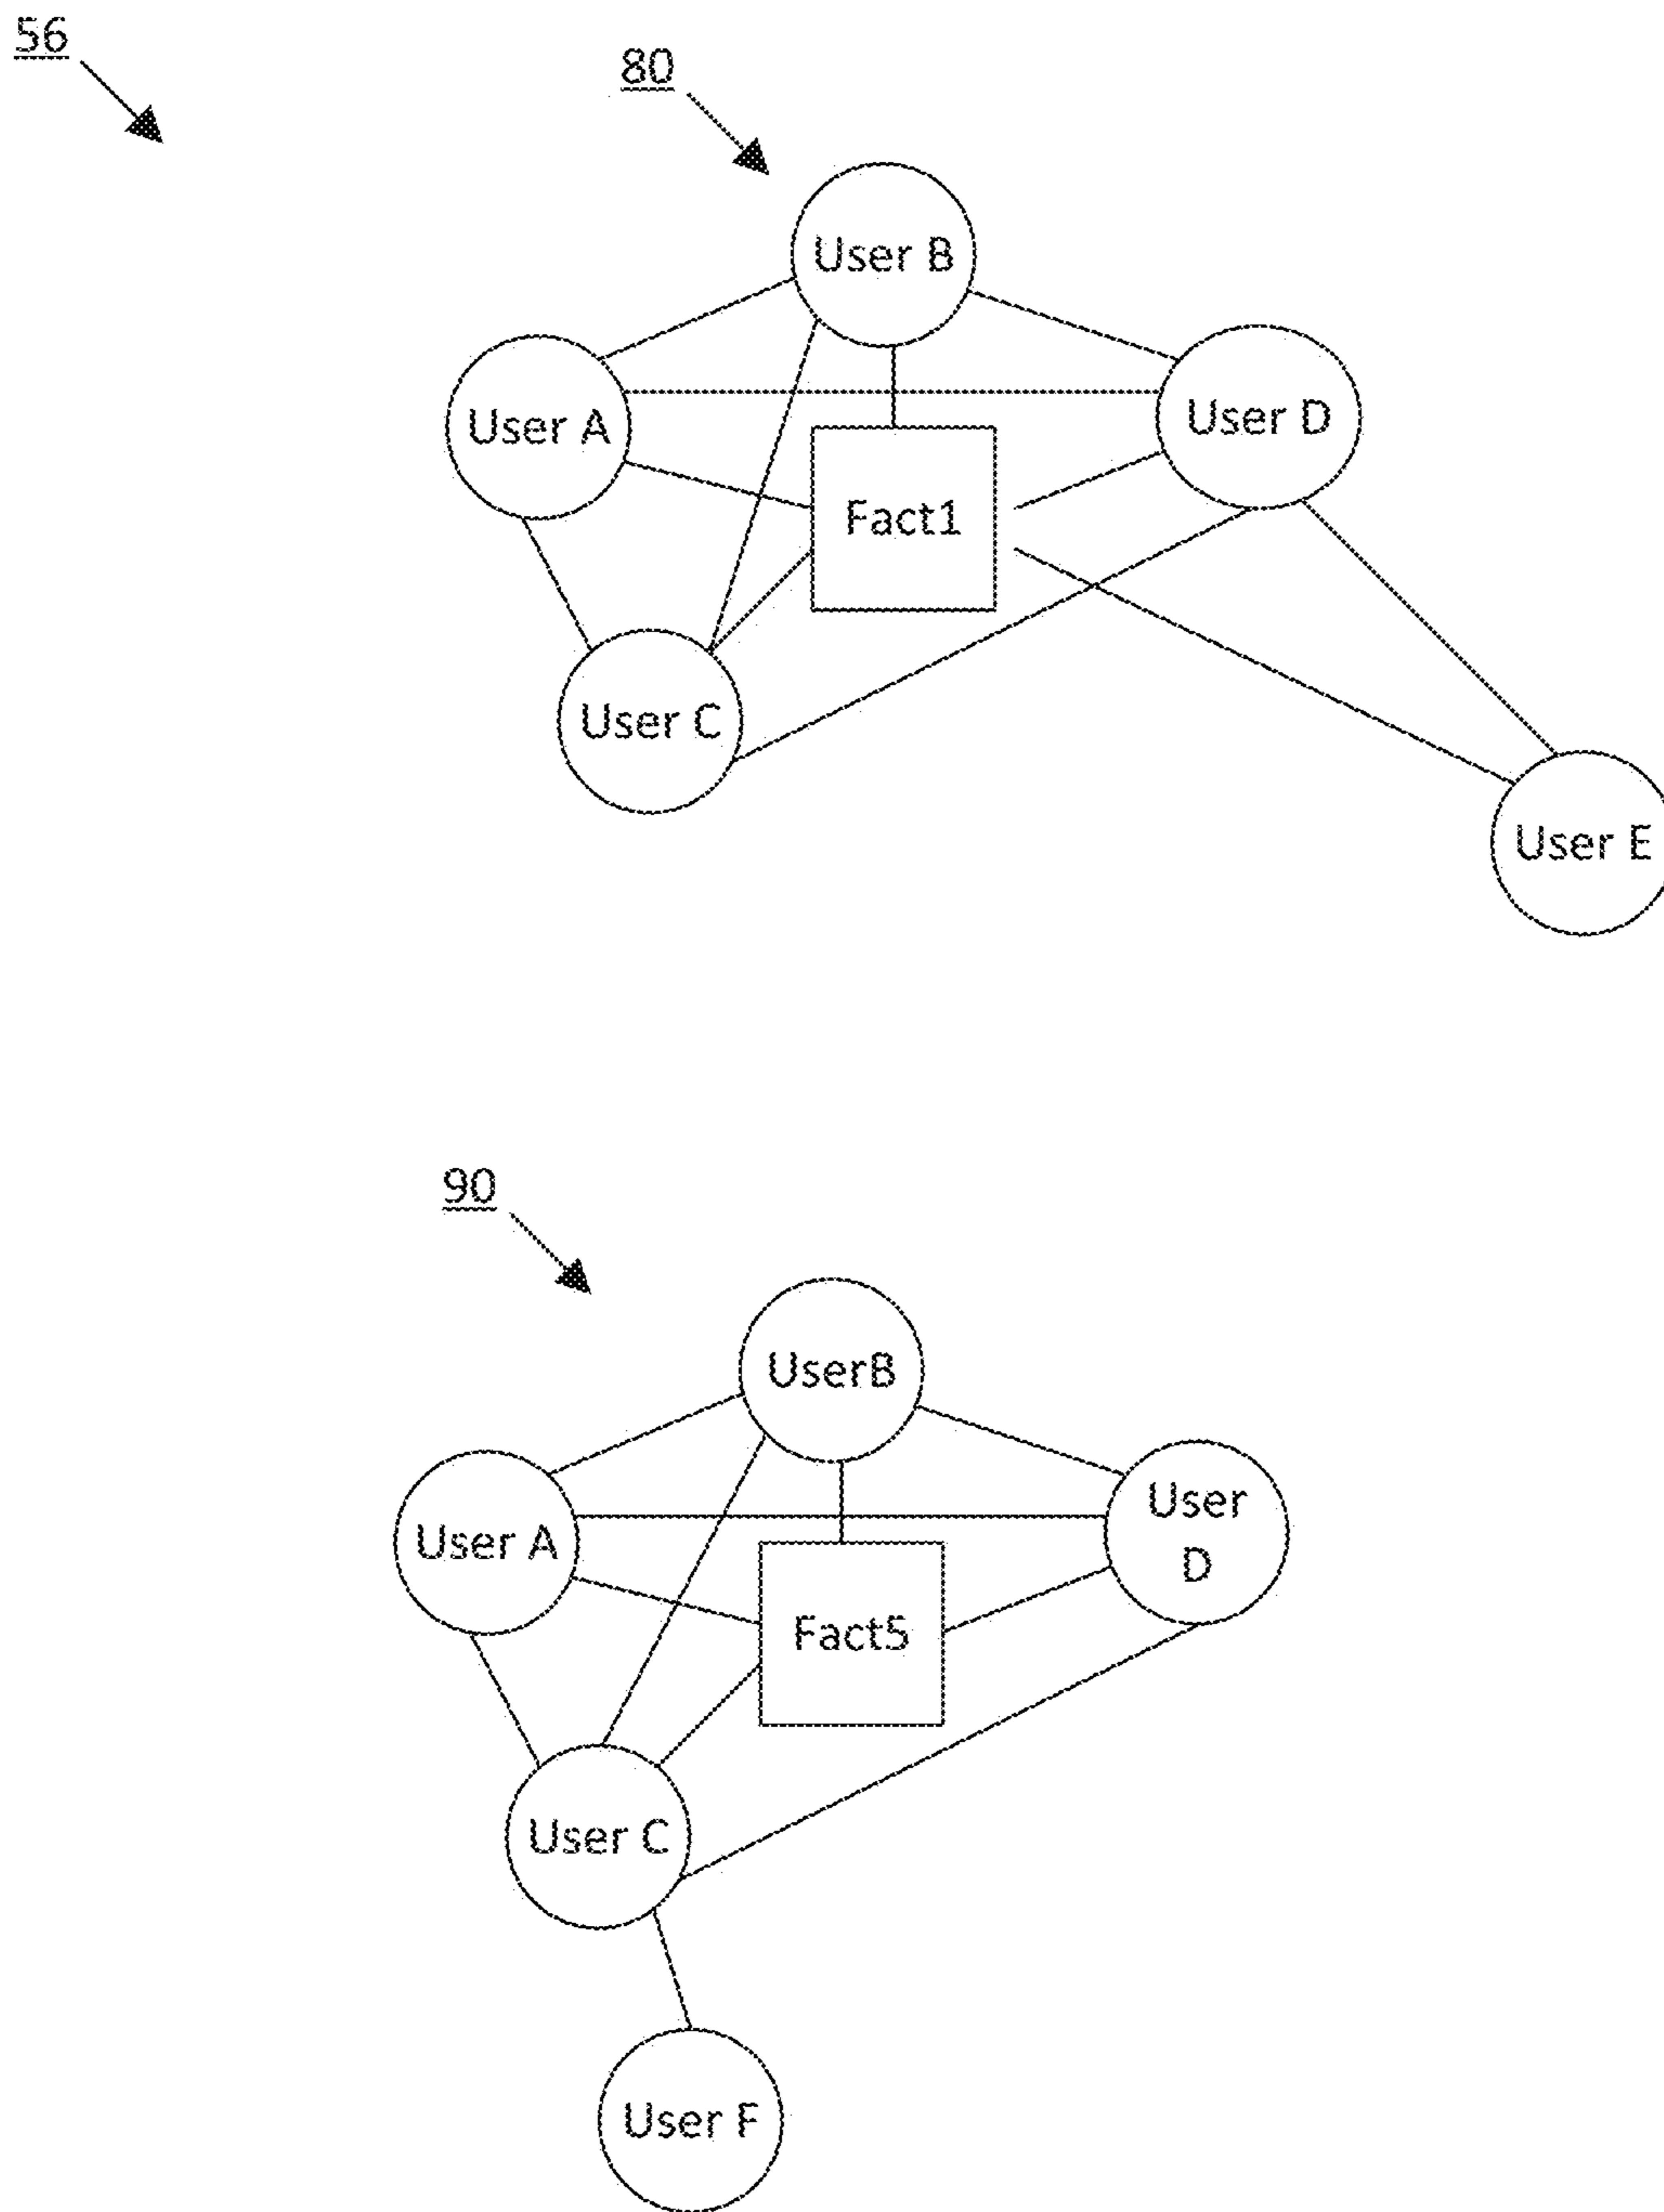 56
80
User B
User A
User D
Fact1
User C
User E
90
UserB
User
D
User A
Fact5
User C
User F